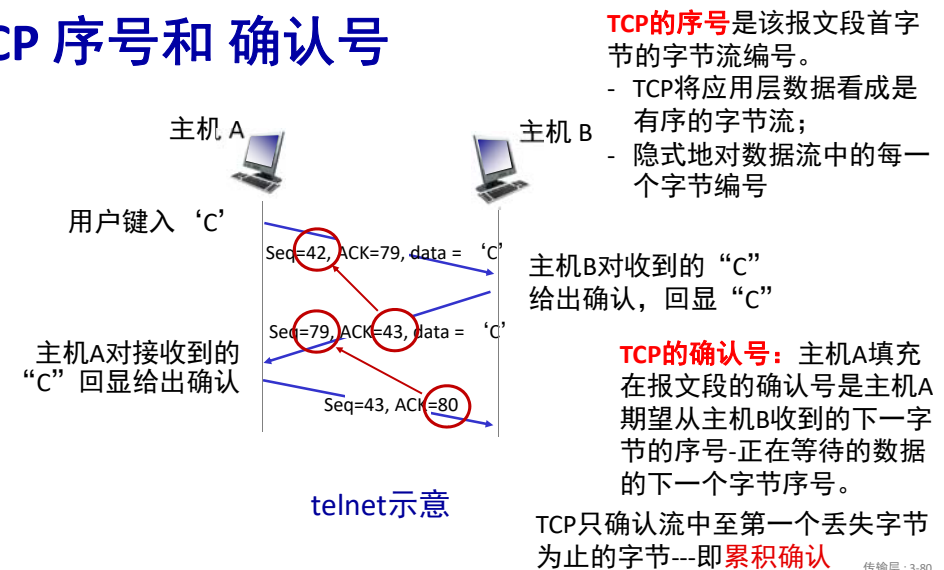 CP 序号和 确认号
TCP的序号是该报文段首字
节的字节流编号。
- TCP将应用层数据看成是
有序的字节流；
- 隐式地对数据流中的每一
个字节编号
主机 A
主机 B
用户键入‘C’
Seq=42, ACK=79, data = ‘C’
主机B对收到的“C”
给出确认，回显“C”
Seq=79, ACK=43, data = ‘C’
主机A对接收到的
“C”回显给出确认
Seq=43, ACK=80
TCP的确认号：主机A填充
在报文段的确认号是主机A
期望从主机B收到的下一字
节的序号-正在等待的数据
的下一个字节序号。
telnet示意
TCP只确认流中至第一个丢失字节
为止的字节---即累积确认
传输层：3-80